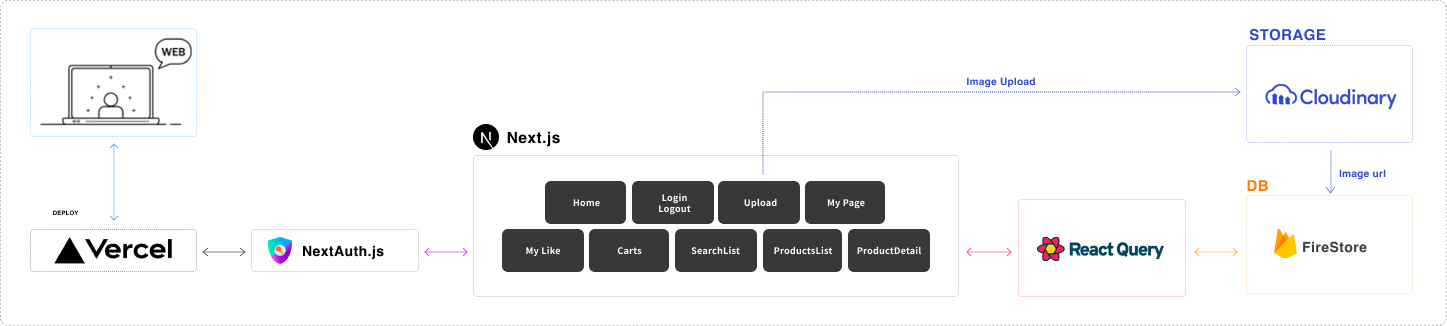 WEB
DEPLOY
Vercel
NextAuth.js
Next.js
Home
Login
Logout
Upload
My Page
My Like
Carts
SearchList
ProductsList
ProductDetail
Image Upload
STORAGE
Cloudinary
Image url
DB
FireStore
React Query